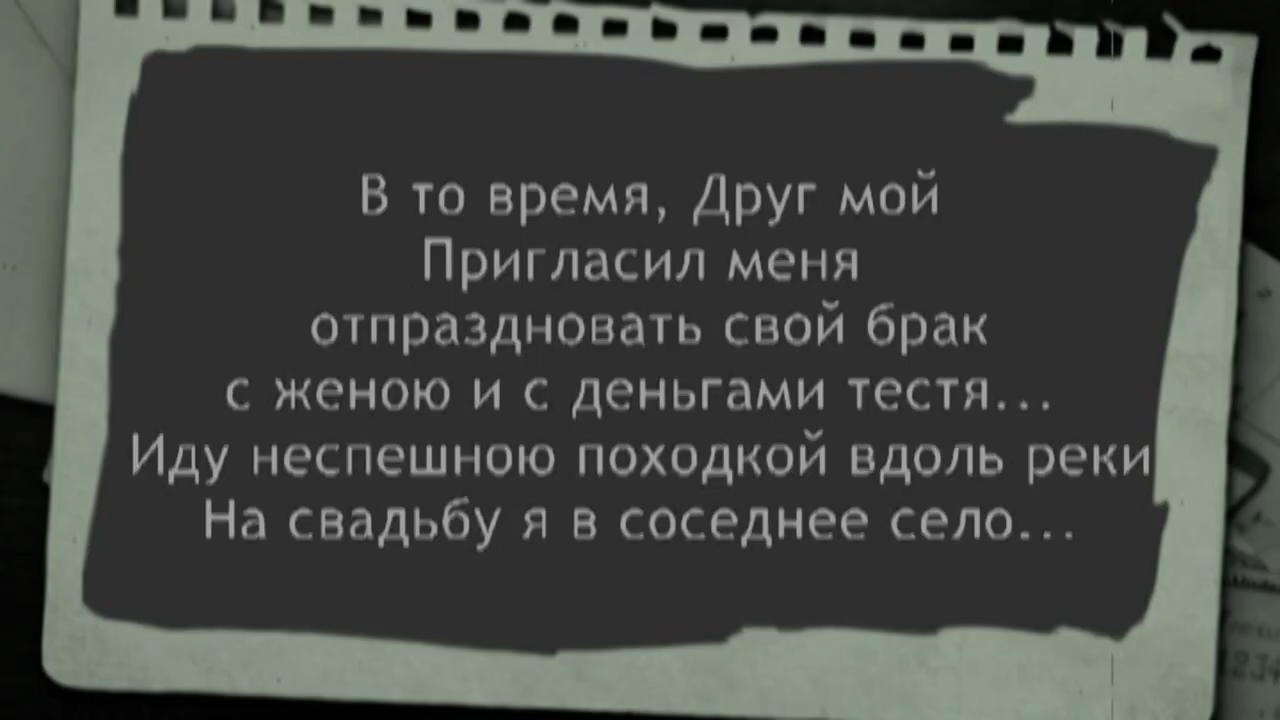 В то время, Друг мой
Пригласил меня
отпраздновать свой брак
с женою и с деньгами тестя...
Иду неспешною походкой вдоль реки
На свадьбу я в соседнее село...